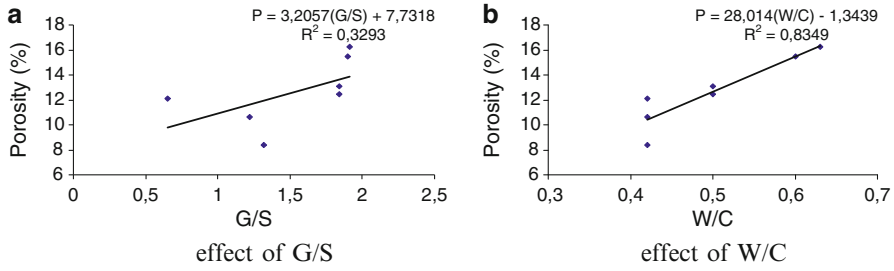 a
P = 3,2057(G/S) + 7,7318
R² = 0,3293
Porosity (%)
18
16
14
12
10
8
6
0 0,5 1 1,5 2 2,5
G/S
effect of G/S
b
P = 28,014(W/C) - 1,3439
R² = 0,8349
Porosity (%)
18
16
14
12
10
8
6
0,3 0,4 0,5 0,6 0,7
W/C
effect of W/C